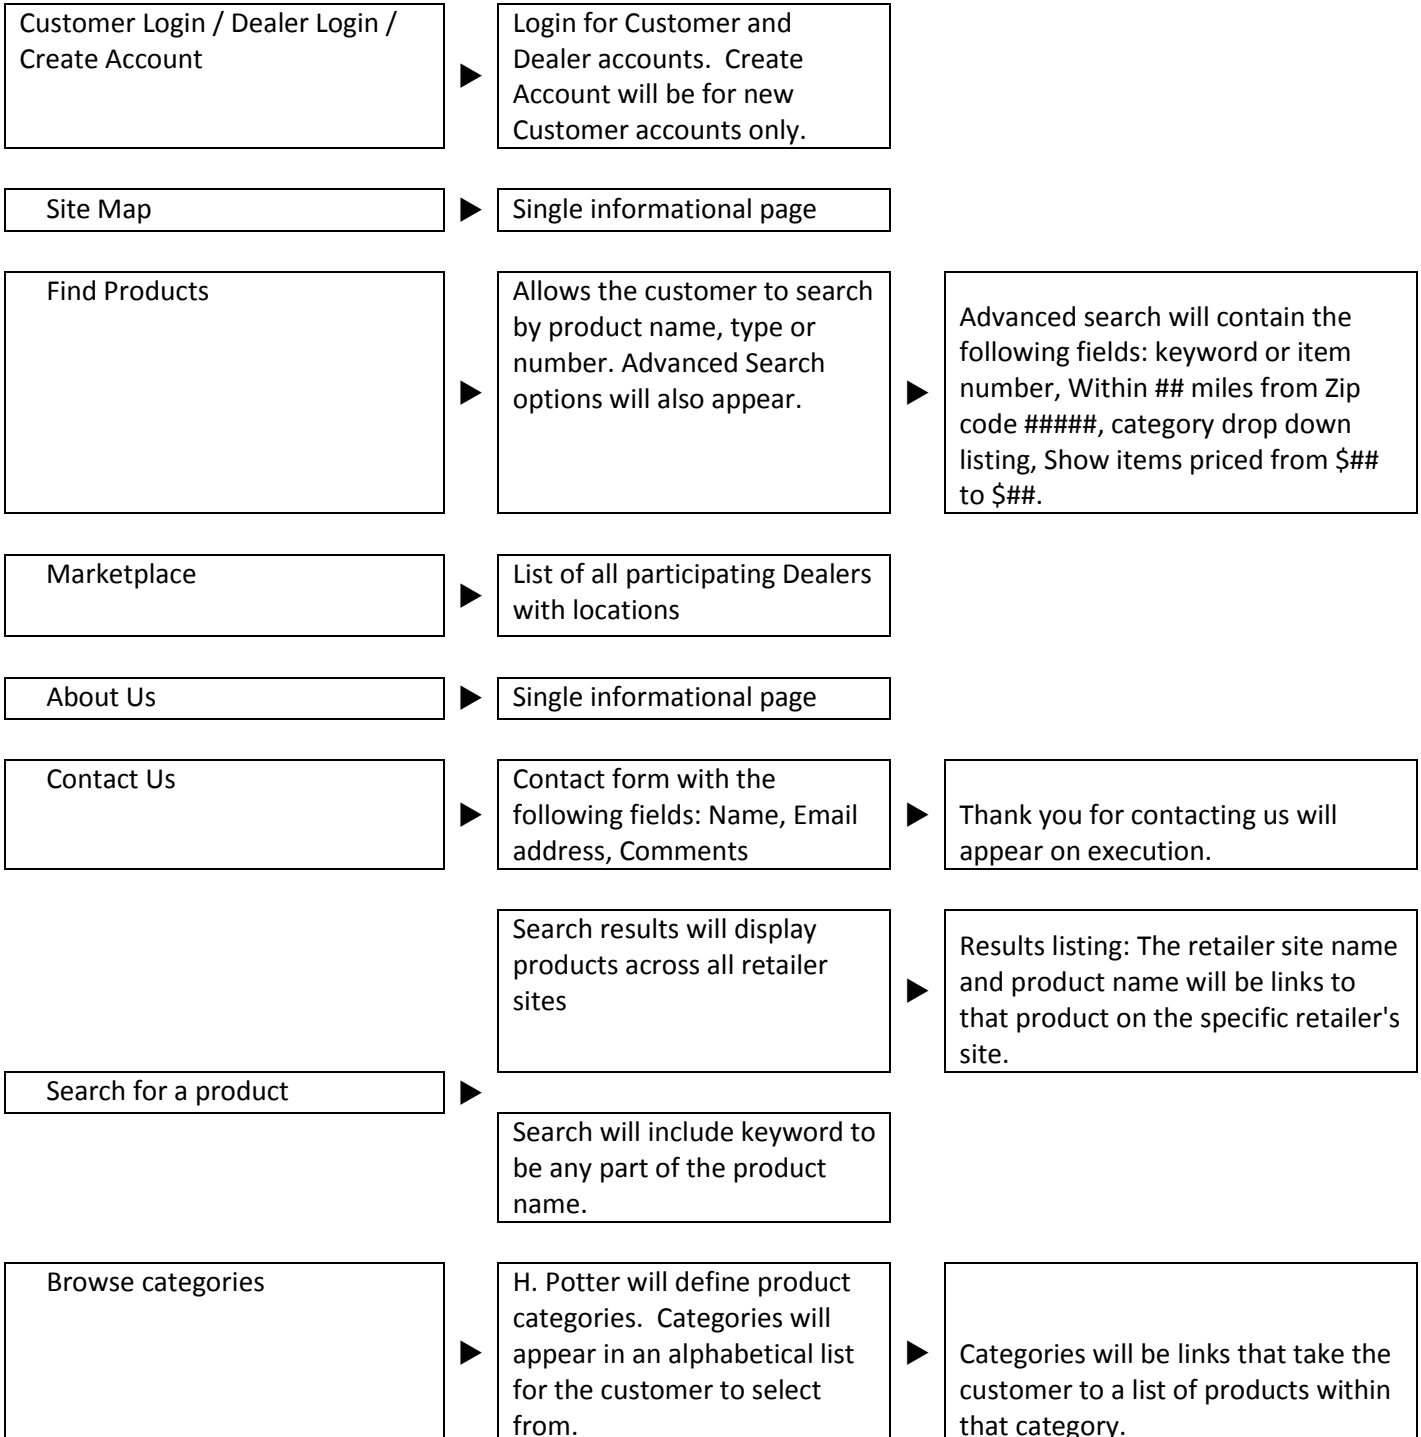 Customer Login / Dealer Login /
Create Account
Login for Customer and
Dealer accounts.  Create
Account will be for new
Customer accounts only.
Site Map
Single informational page
Find Products
Allows the customer to search
by product name, type or
number. Advanced Search
options will also appear.
Advanced search will contain the
following fields: keyword or item
number, Within ## miles from Zip
code #####, category drop down
listing, Show items priced from $##
to $##.
Marketplace
List of all participating Dealers
with locations
About Us
Single informational page
Contact Us
Contact form with the
following fields: Name, Email
address, Comments
Thank you for contacting us will
appear on execution.
Search for a product
Search results will display
products across all retailer
sites
Results listing: The retailer site name
and product name will be links to
that product on the specific retailer's
site.
Search will include keyword to
be any part of the product
name.
Browse categories
H. Potter will define product
categories.  Categories will
appear in an alphabetical list
for the customer to select
from.
Categories will be links that take the
customer to a list of products within
that category.